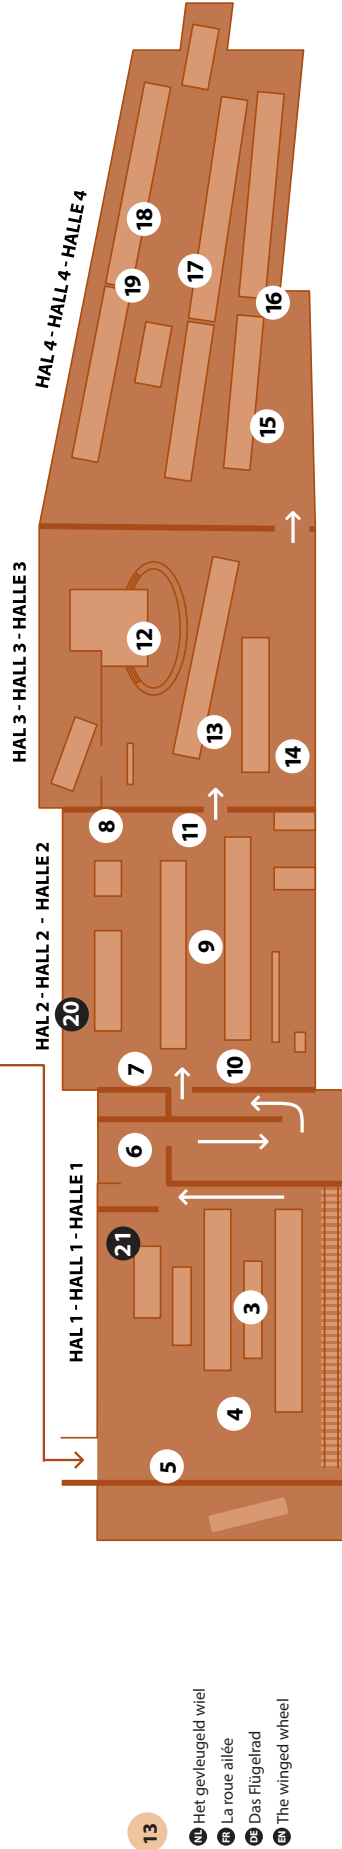 HAL 4 - HALL 4 - HALLE 4
18
19
17
16
15
HAL 3 - HALL 3 - HALLE 3
12
13
14
HAL 2 - HALL 2 - HALLE 2
8
11
9
20
7
10
HAL 1 - HALL 1 - HALLE 1
6
21
3
4
5
13
NL Het gevleugeld wiel
FR La roue ailée
DE Das Flügelrad
EN The winged wheel